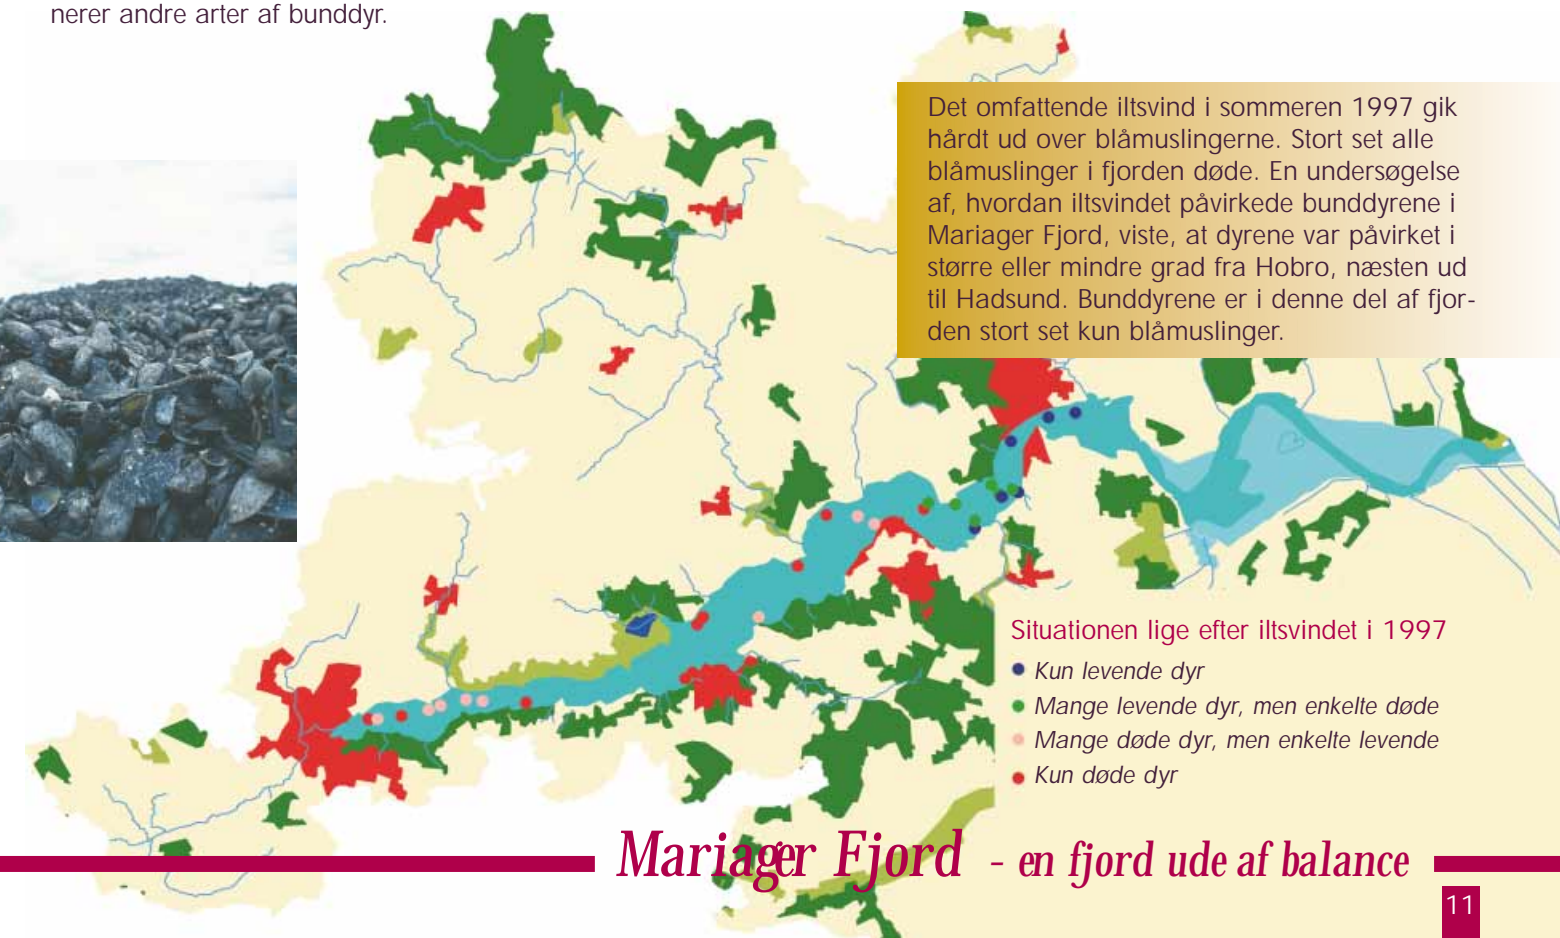 nerer andre arter af bunddyr.
Det omfattende iltsvind i sommeren 1997 gik
hårdt ud over blåmuslingerne. Stort set alle
blåmuslinger i fjorden døde. En undersøgelse
af, hvordan iltsvindet påvirkede bunddyrene i
Mariager Fjord, viste, at dyrene var påvirket i
større eller mindre grad fra Hobro, næsten ud
til Hadsund. Bunddyrene er i denne del af fjor-
den stort set kun blåmuslinger.
Situationen lige efter iltsvindet i 1997
Kun levende dyr
Mange levende dyr, men enkelte døde
Mange døde dyr, men enkelte levende
Kun døde dyr
Mariager Fjord - en fjord ude af balance
11